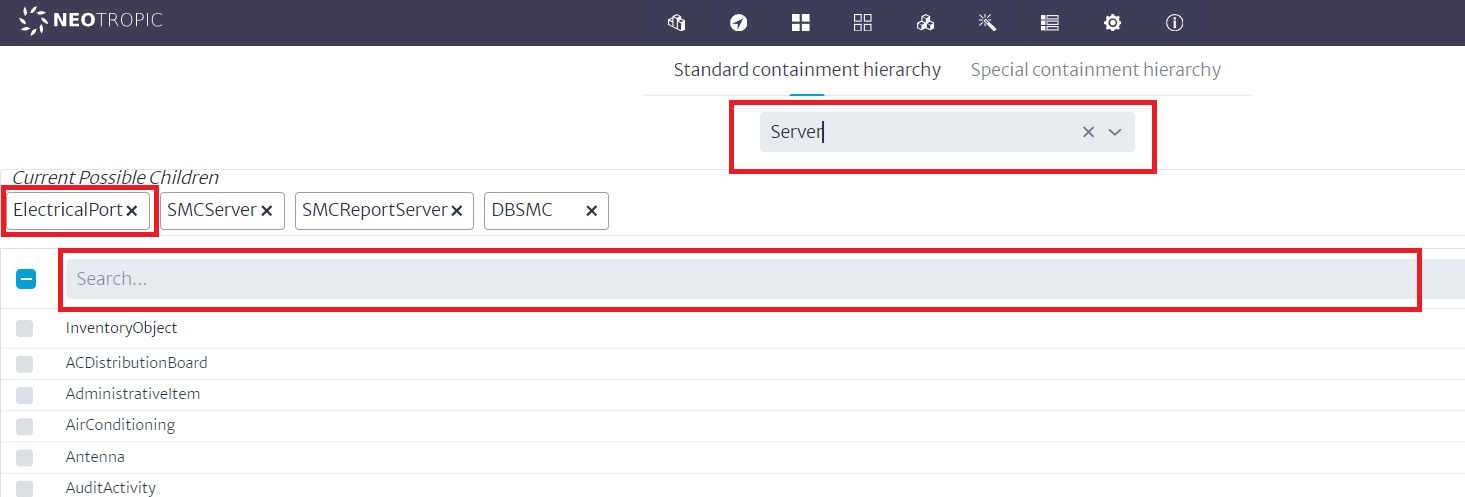 NEOTROPIC
Standard containment hierarchy Special containment hierarchy
Server
Current Possible Children
ElectricalPort SMCServer SMCReportServer DBSMC
Search...
InventoryObject
ACDistributionBoard
AdministrativeItem
AirConditioning
Antenna
AuditActivity